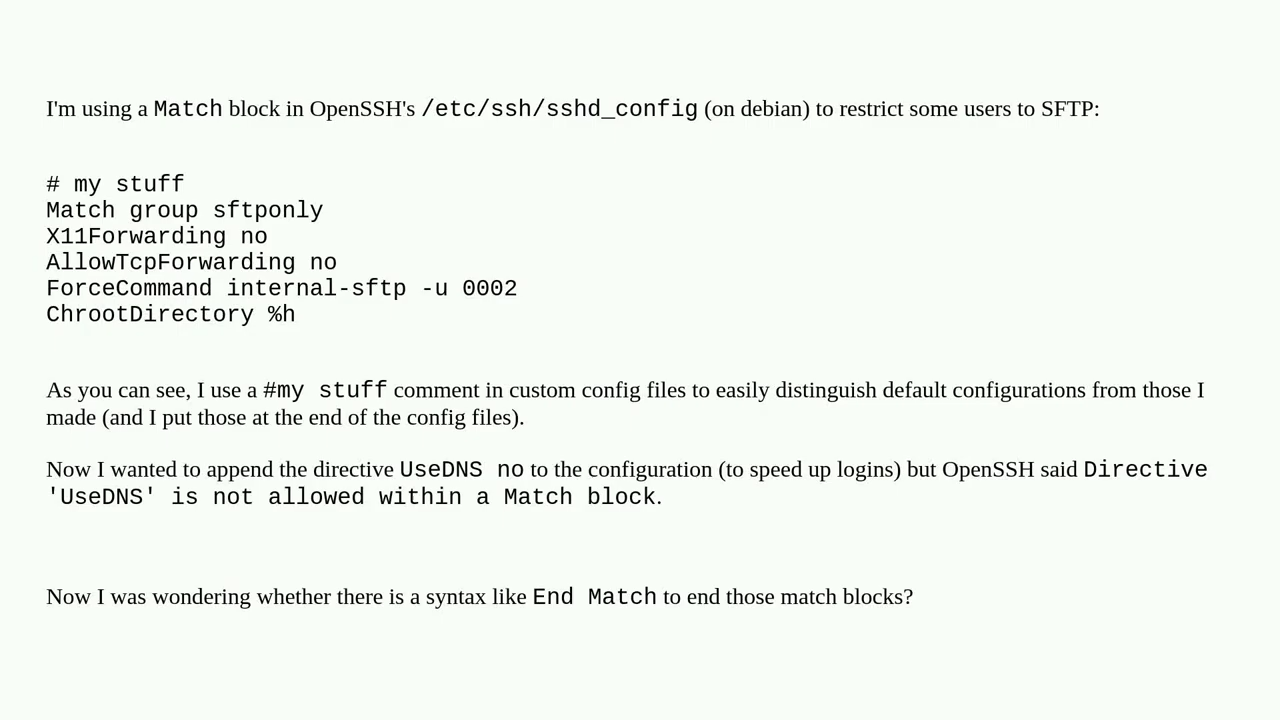 I'm using a Match block in OpenSSH's /etc/ssh/sshd_config (on debian) to restrict some users to SFTP:
# my stuff
Match group sftponly
X11Forwarding no
AllowTcpForwarding no
ForceCommand internal-sftp -u 0002
ChrootDirectory %h
As you can see, I use a #my stuff comment in custom config files to easily distinguish default configurations from those I
made (and I put those at the end of the config files).
Now I wanted to append the directive UseDNS no to the configuration (to speed up logins) but OpenSSH said Directive
'UseDNS' is not allowed within a Match block.
Now I was wondering whether there is a syntax like End Match to end those match blocks?